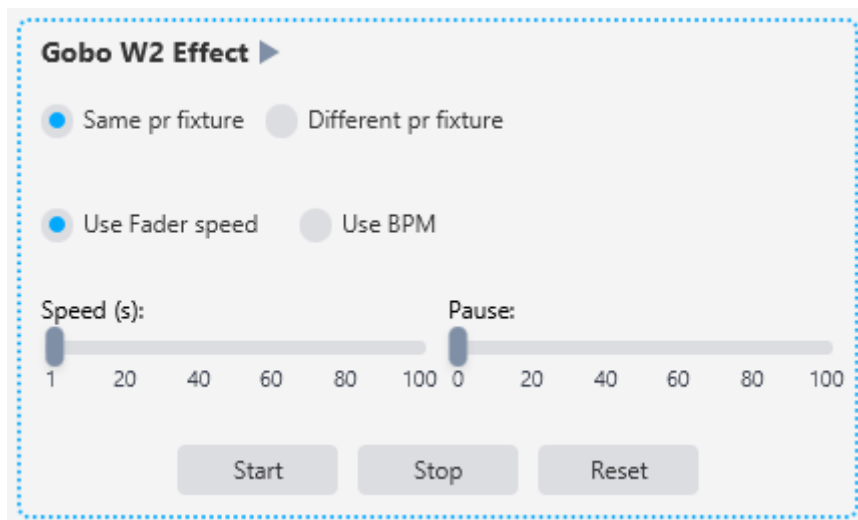 Gobo W2 Effect
Same pr fixture Different pr fixture
Use Fader speed Use BPM
Speed (s): Pause:
1 20 40 60 80 100 0 20 40 60 80 100
Start Stop Reset